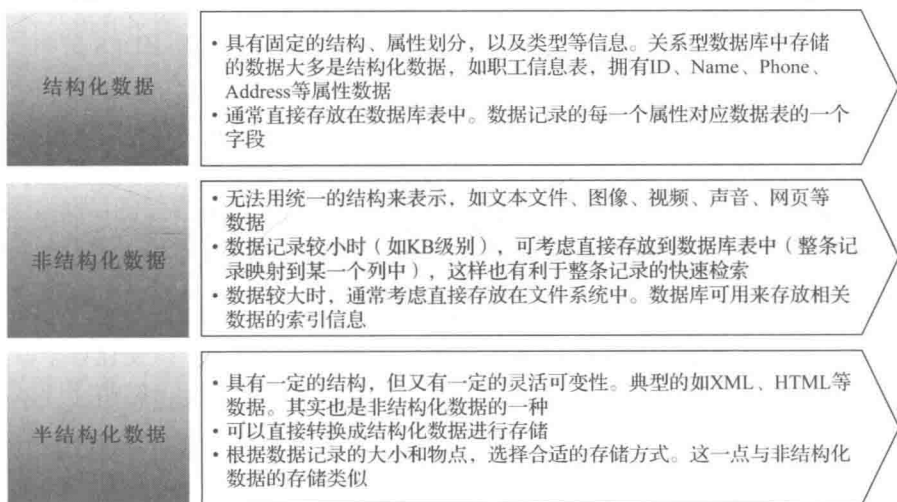 结构化数据
• 具有固定的结构、属性划分，以及类型等信息。关系型数据库中存储
的数据大多是结构化数据，如职工信息表，拥有ID、Name、Phone、
Address等属性数据
• 通常直接存放在数据库表中。数据记录的每一个属性对应数据表的一个
字段
非结构化数据
• 无法用统一的结构来表示，如文本文件、图像、视频、声音、网页等
数据
• 数据记录较小时（如KB级别），可考虑直接存放到数据库表中（整条记
录映射到某一个列中），这样也有利于整条记录的快速检索
• 数据较大时，通常考虑直接存放在文件系统中。数据库可用来存放相关
数据的索引信息
半结构化数据
• 具有一定的结构，但又有一定的灵活可变性。典型的如XML、HTML等
数据。其实也是非结构化数据的一种
• 可以直接转换成结构化数据进行存储
• 根据数据记录的大小和物点，选择合适的存储方式。这一点与非结构化
数据的存储类似